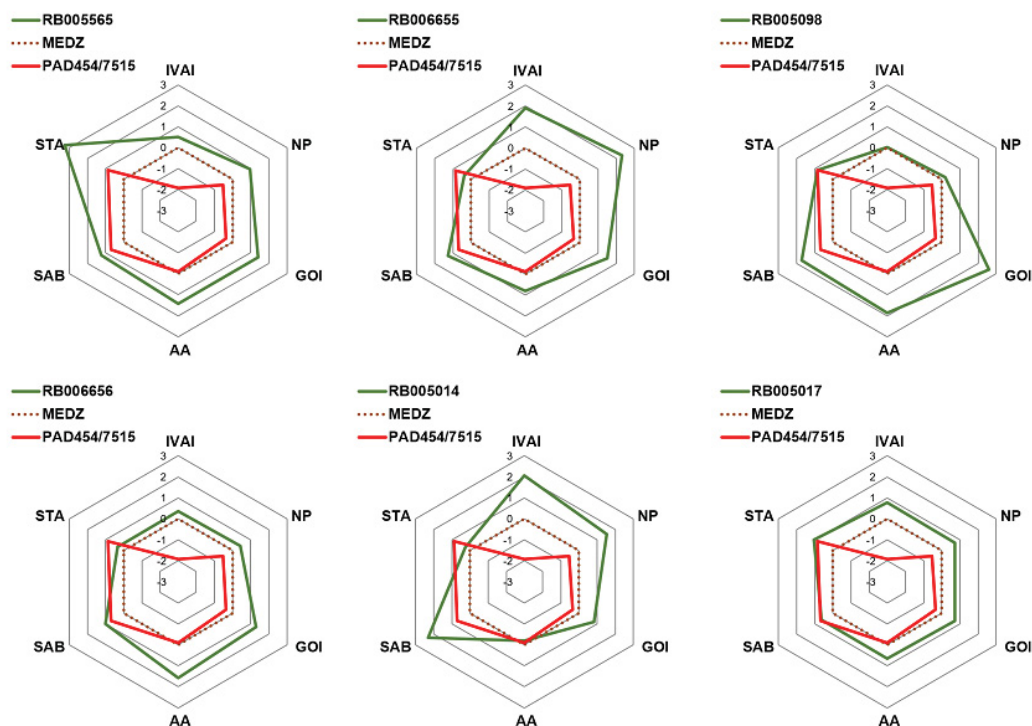 RB005565
MEDZ
PAD454/7515
IVAI
3
2
1
0
-1
-2
-3
STA
NP
SAB
GOI
AA
RB006655
MEDZ
PAD454/7515
IVAI
3
2
1
0
-1
-2
-3
STA
NP
SAB
GOI
AA
RB005098
MEDZ
PAD454/7515
IVAI
3
2
1
0
-1
-2
-3
STA
NP
SAB
GOI
AA
RB006656
MEDZ
PAD454/7515
IVAI
3
2
1
0
-1
-2
-3
STA
NP
SAB
GOI
AA
RB005014
MEDZ
PAD454/7515
IVAI
3
2
1
0
-1
-2
-3
STA
NP
SAB
GOI
AA
RB005017
MEDZ
PAD454/7515
IVAI
3
2
1
0
-1
-2
-3
STA
NP
SAB
GOI
AA